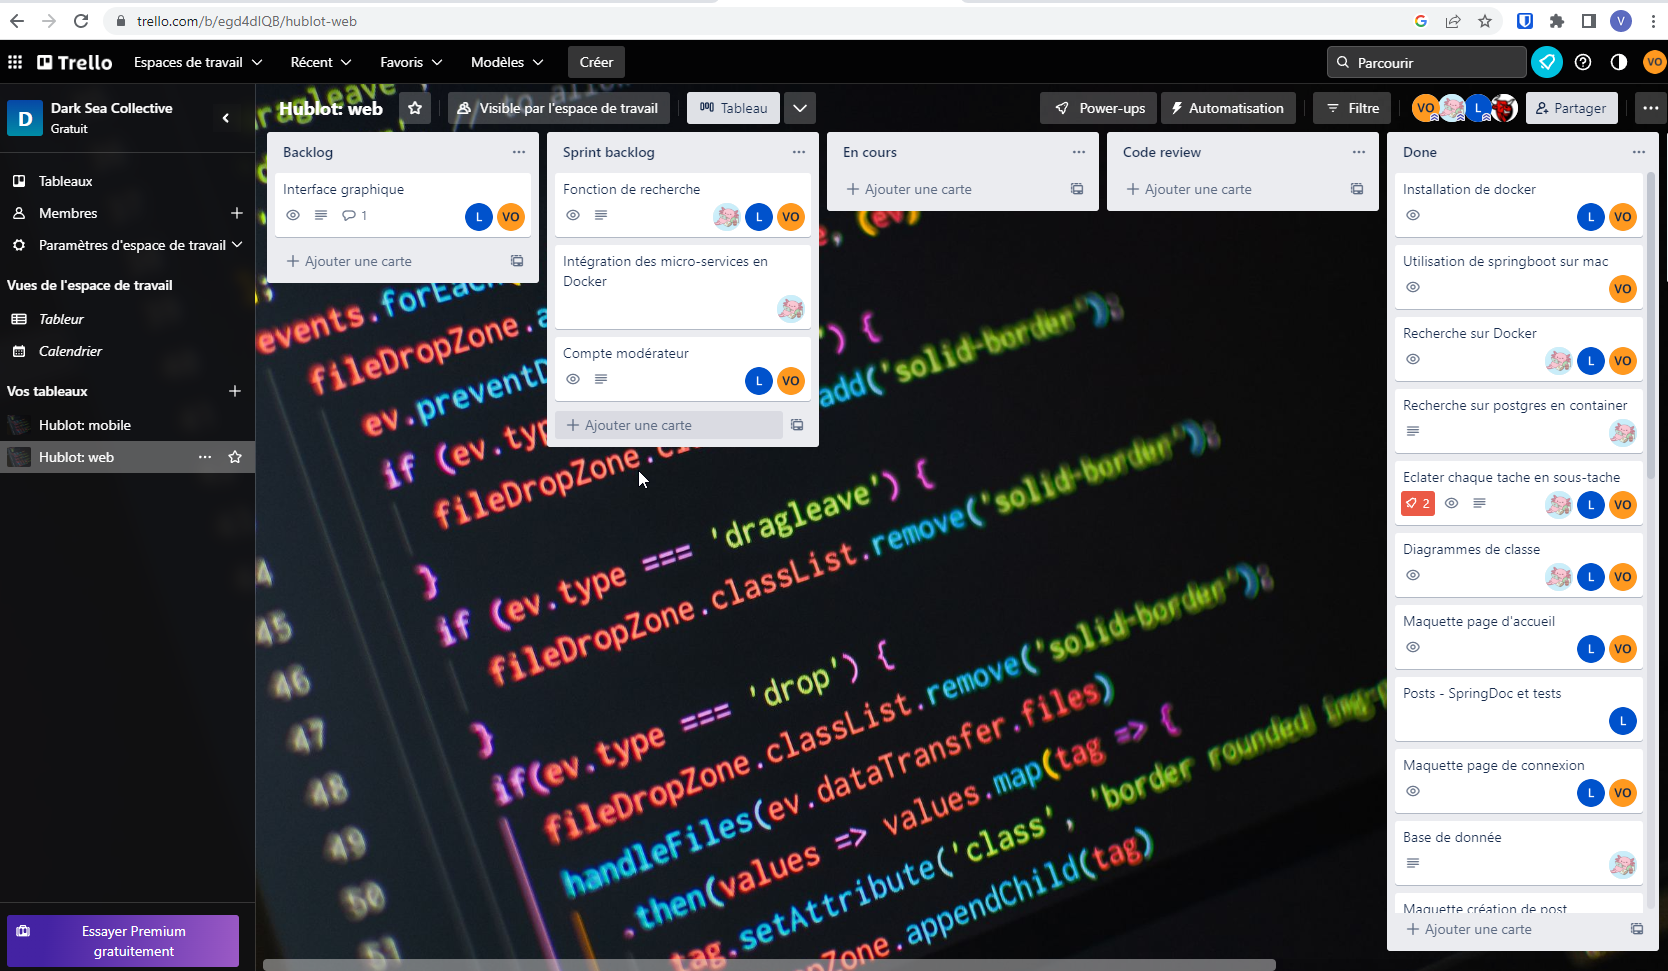 trello.com/b/egd4dlQB/hublot-web
V
Trello
Espaces de travail
Récent
Favoris
Modèles
Créer
Parcourir
VO
D
Dark Sea Collective
Gratuit
Hublot: web
Visible par l'espace de travail
Tableau
Power-ups
Automatisation
Filtre
VO
L
Partager
Tableaux
Membres
Paramètres d'espace de travail
Vues de l'espace de travail
Tableur
Calendrier
Vos tableaux
Hublot: mobile
Hublot: web
Essayer Premium
gratuitement
Backlog
Interface graphique
1
L
VO
Ajouter une carte
Sprint backlog
Fonction de recherche
L
VO
Intégration des micro-services en
Docker
Compte modérateur
L
VO
Ajouter une carte
En cours
Ajouter une carte
Code review
Ajouter une carte
Done
Installation de docker
L
VO
Utilisation de springboot sur mac
VO
Recherche sur Docker
L
VO
Recherche sur postgres en container
Eclater chaque tache en sous-tache
2
L
VO
Diagrammes de classe
L
VO
Maquette page d'accueil
L
VO
Posts - SpringDoc et tests
L
Maquette page de connexion
L
VO
Base de donnée
Maquette création de post
Ajouter une carte
events.forEach
fileDropZone.a
ev.preventD
add('solid-border');
if (ev.typ
fileDropZone.cl
}
if (ev.type === 'dragleave') {
45
fileDropZone.classList.remove('solid-border');
46
}
47
if(ev.type === 'drop') {
48
fileDropZone.classList.remove('solid-border');
49
handleFiles(ev.dataTransfer.files)
50
.then(values => values.map(tag => {
51
tag.setAttribute('class', 'border rounded img-
Zone.appendChild(tag)